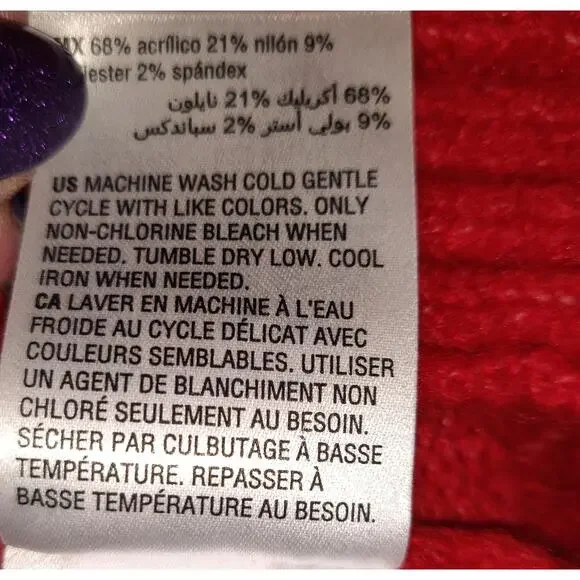 68% acrílico 21% nilón 9%
2% spándex
68% أكريليك 21% نايلون
9% بولي أستر 2% سباندكس
US MACHINE WASH COLD GENTLE
CYCLE WITH LIKE COLORS. ONLY
NON-CHLORINE BLEACH WHEN
NEEDED. TUMBLE DRY LOW. COOL
IRON WHEN NEEDED.
CA LAVER EN MACHINE À L'EAU
FROIDE AU CYCLE DÉLICAT AVEC
COULEURS SEMBLABLES. UTILISER
UN AGENT DE BLANCHIMENT NON
CHLORÉ SEULEMENT AU BESOIN.
SÉCHER PAR CULBUTAGE À BASSE
TEMPÉRATURE. REPASSER À
BASSE TEMPÉRATURE AU BESOIN.